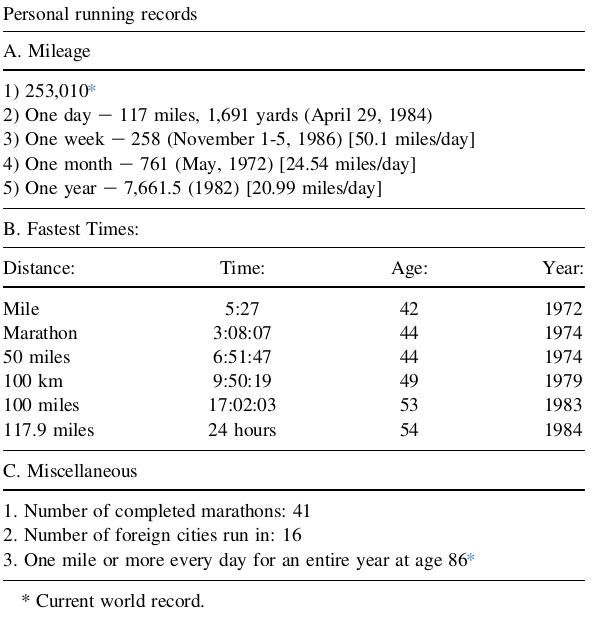 Personal running records
A. Mileage
1) 253,010*
2) One day — 117 miles, 1,691 yards (April 29, 1984)
3) One week — 258 (November 1-5, 1986) [50.1 miles/day]
4) One month — 761 (May, 1972) [24.54 miles/day]
5) One year — 7,661.5 (1982) [20.99 miles/day]
B. Fastest Times:
Distance: Time: Age: Year:
Mile 5:27 42 1972
Marathon 3:08:07 44 1974
50 miles 6:51:47 44 1974
100 km 9:50:19 49 1979
100 miles 17:02:03 53 1983
117.9 miles 24 hours 54 1984
C. Miscellaneous
1. Number of completed marathons: 41
2. Number of foreign cities run in: 16
3. One mile or more every day for an entire year at age 86*
* Current world record.